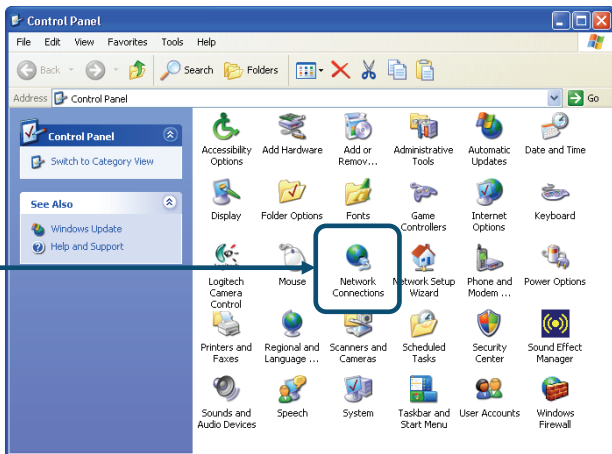 Control Panel
File Edit View Favorites Tools Help
Back Search Folders
Address Control Panel Go
Control Panel
Switch to Category View
See Also
Windows Update
Help and Support
Accessibility Options
Add Hardware
Add or Remov...
Administrative Tools
Automatic Updates
Date and Time
Display
Folder Options
Fonts
Game Controllers
Internet Options
Keyboard
Logitech Camera Control
Mouse
Network Connections
Network Setup Wizard
Phone and Modem ...
Power Options
Printers and Faxes
Regional and Language ...
Scanners and Cameras
Scheduled Tasks
Security Center
Sound Effect Manager
Sounds and Audio Devices
Speech
System
Taskbar and Start Menu
User Accounts
Windows Firewall